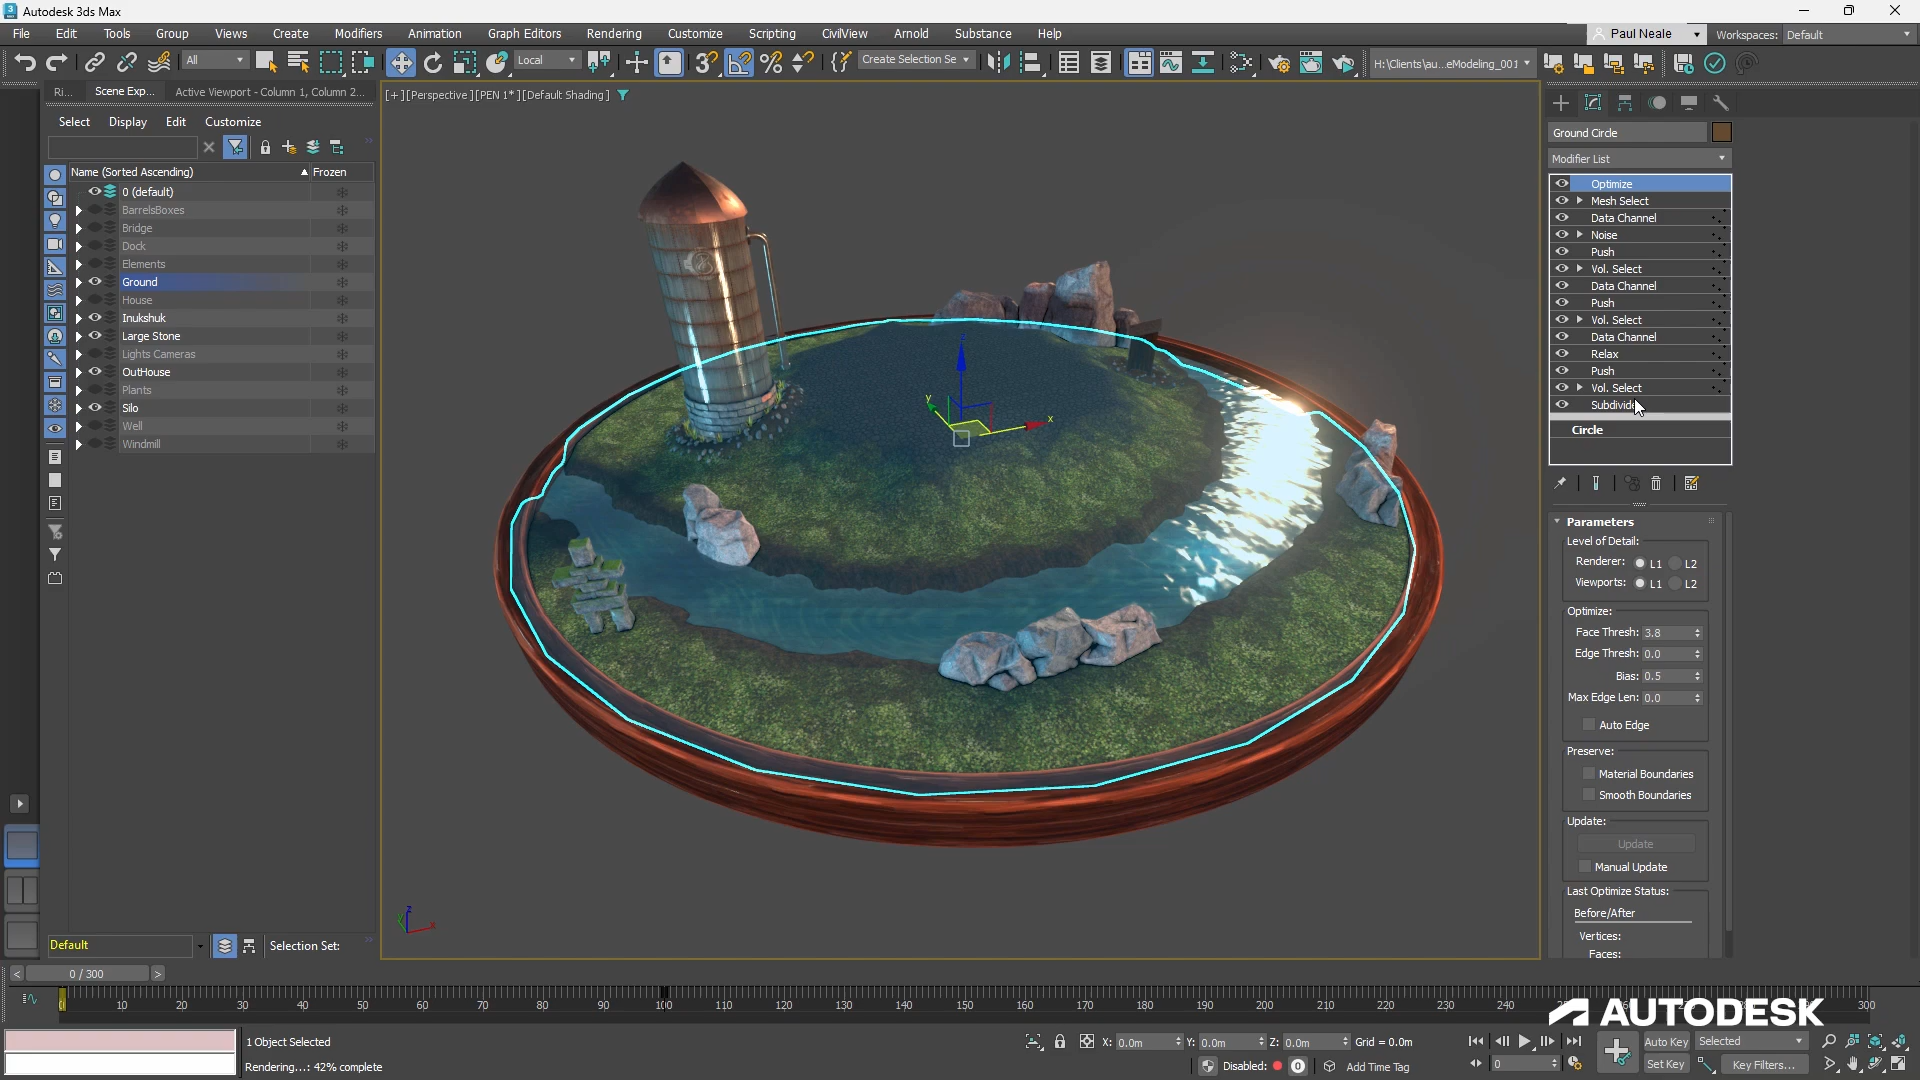 Autodesk 3ds Max
File Edit Tools Group Views Create Modifiers Animation Graph Editors Rendering Customize Scripting CivilView Arnold Substance Help
Paul Neale Workspaces: Default
All Local Create Selection Se H:\Clients\au...eModeling_001
Ri... Scene Exp... Active Viewport - Column 1, Column 2...
[+][Perspective][PEN 1*][Default Shading]
Select Display Edit Customize
Name (Sorted Ascending) Frozen
0 (default)
BarrelsBoxes
Bridge
Dock
Elements
Ground
House
Inukshuk
Large Stone
Lights Cameras
OutHouse
Plants
Silo
Well
Windmill
Default Selection Set:
z
y
x
z
y
x
Ground Circle
Modifier List
Optimize
Mesh Select
Data Channel
Noise
Push
Vol. Select
Data Channel
Push
Vol. Select
Data Channel
Relax
Push
Vol. Select
Subdivide
Circle
Parameters
Level of Detail:
Renderer: L1 L2
Viewports: L1 L2
Optimize:
Face Thresh: 3.8
Edge Thresh: 0.0
Bias: 0.5
Max Edge Len: 0.0
Auto Edge
Preserve:
Material Boundaries
Smooth Boundaries
Update:
Update
Manual Update
Last Optimize Status:
Before/After
Vertices:
Faces:
< 0 / 300 >
0 10 20 30 40 50 60 70 80 90 100 110 120 130 140 150 160 170 180 190 200 210 220 230 240 300
AUTODESK
1 Object Selected
X: 0.0m Y: 0.0m Z: 0.0m Grid = 0.0m
Auto Key Selected
Rendering...: 42% complete
Disabled: 0 Add Time Tag
0 Set Key Key Filters...